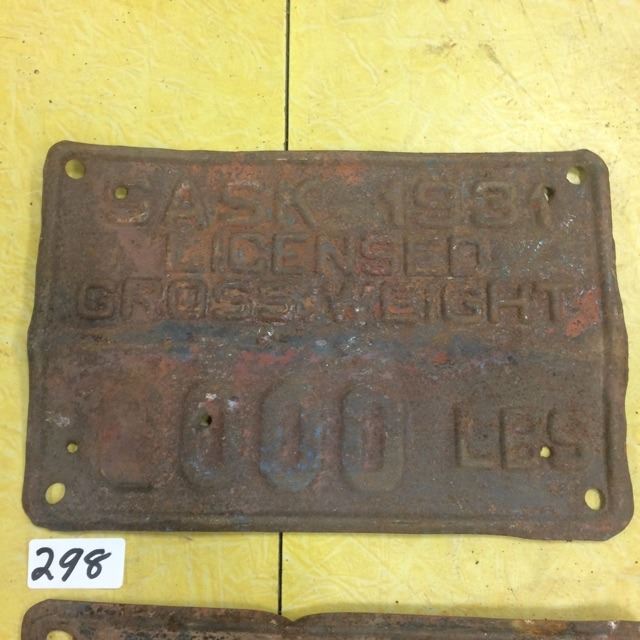 SASK 1931
LICENSED
GROSS WEIGHT
000 LBS
298